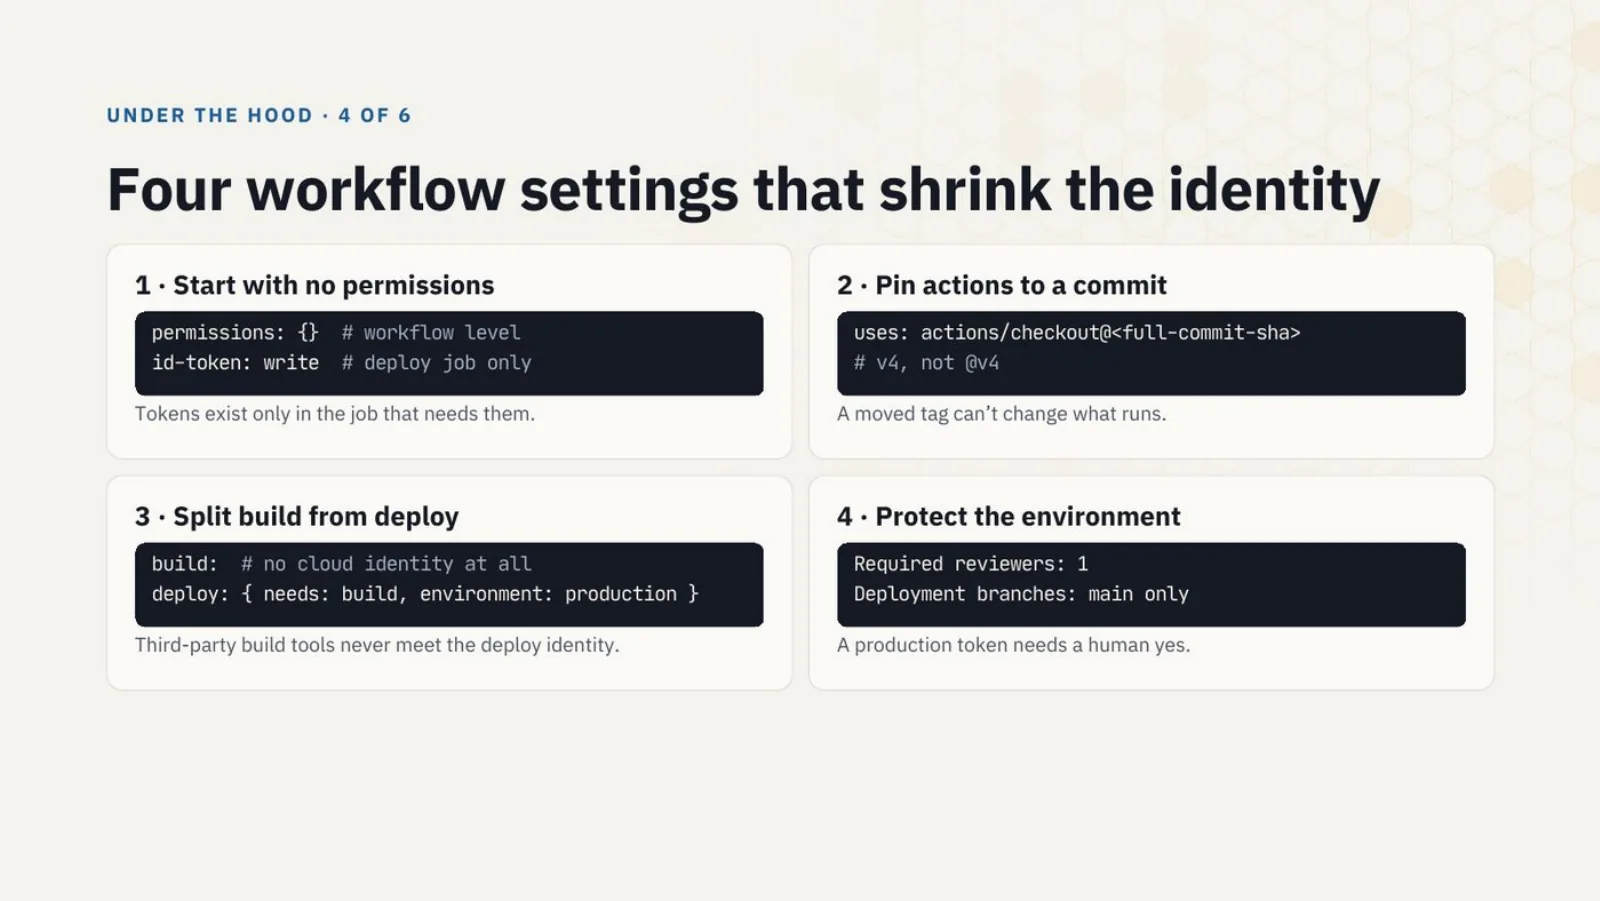 UNDER THE HOOD · 4 OF 6
Four workflow settings that shrink the identity
1 · Start with no permissions
permissions: {}  # workflow level
id-token: write  # deploy job only
Tokens exist only in the job that needs them.
2 · Pin actions to a commit
uses: actions/checkout@<full-commit-sha>
# v4, not @v4
A moved tag can’t change what runs.
3 · Split build from deploy
build:  # no cloud identity at all
deploy: { needs: build, environment: production }
Third-party build tools never meet the deploy identity.
4 · Protect the environment
Required reviewers: 1
Deployment branches: main only
A production token needs a human yes.